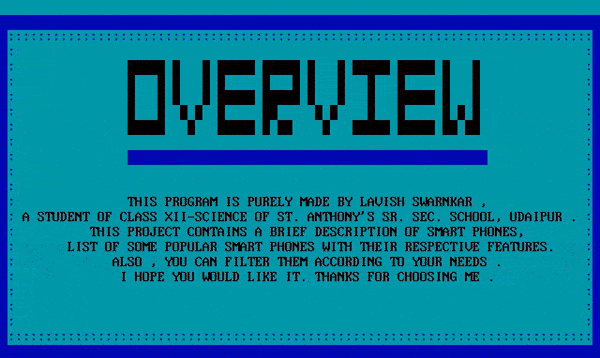 OVERVIEW
THIS PROGRAM IS PURELY MADE BY LAVISH SWARNKAR ,
A STUDENT OF CLASS XII-SCIENCE OF ST. ANTHONY'S SR. SEC. SCHOOL, UDAIPUR .
THIS PROJECT CONTAINS A BRIEF DESCRIPTION OF SMART PHONES,
LIST OF SOME POPULAR SMART PHONES WITH THEIR RESPECTIVE FEATURES.
ALSO , YOU CAN FILTER THEM ACCORDING TO YOUR NEEDS .
I HOPE YOU WOULD LIKE IT. THANKS FOR CHOOSING ME .